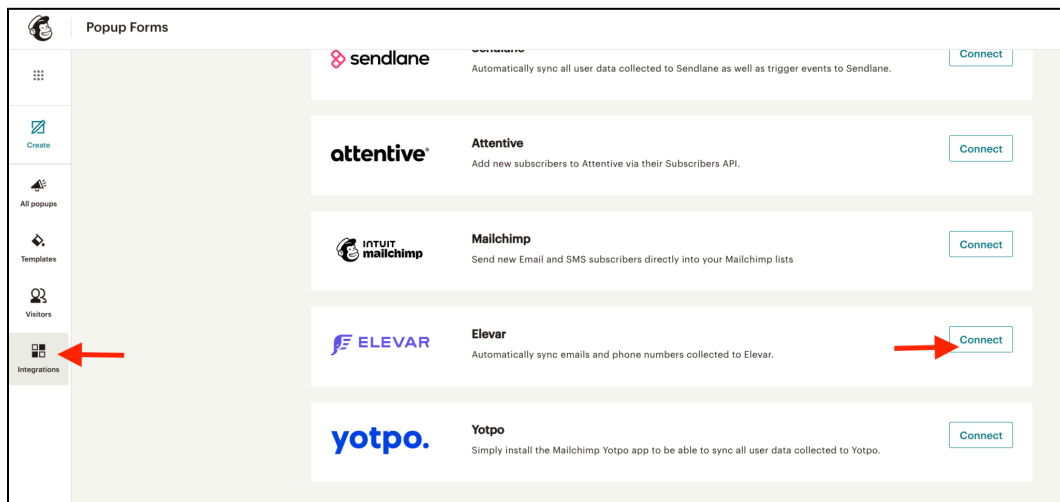 Popup Forms
sendlane
Sendlane
Connect
Automatically sync all user data collected to Sendlane as well as trigger events to Sendlane.
Create
attentive®
Attentive
Connect
Add new subscribers to Attentive via their Subscribers API.
All popups
Templates
INTUIT
mailchimp
Mailchimp
Connect
Send new Email and SMS subscribers directly into your Mailchimp lists
Visitors
Integrations
ELEVAR
Elevar
Connect
Automatically sync emails and phone numbers collected to Elevar.
yotpo.
Yotpo
Connect
Simply install the Mailchimp Yotpo app to be able to sync all user data collected to Yotpo.